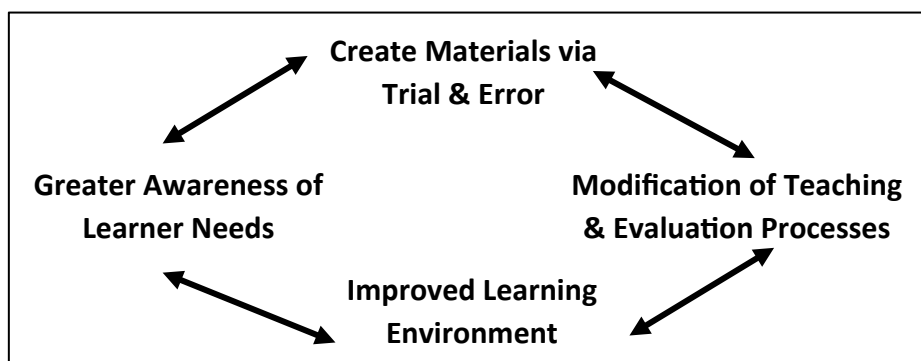 Create Materials via
Trial & Error
Greater Awareness of
Learner Needs
Modification of Teaching
& Evaluation Processes
Improved Learning
Environment